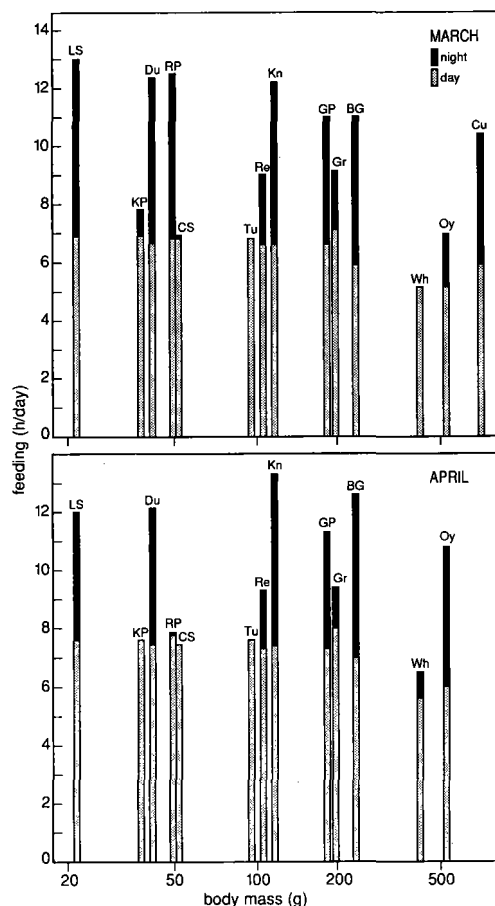 MARCH
night
day
14
12
10
8
6
4
2
0
LS
KP
Du
RP
CS
Tu
Re
Kn
GP
Gr
BG
Wh
Oy
Cu
feeding (h/day)
APRIL
12
10
8
6
4
2
0
LS
KP
Du
RP
CS
Tu
Re
Kn
GP
Gr
BG
Wh
Oy
20 50 100 200 500
body mass (g)